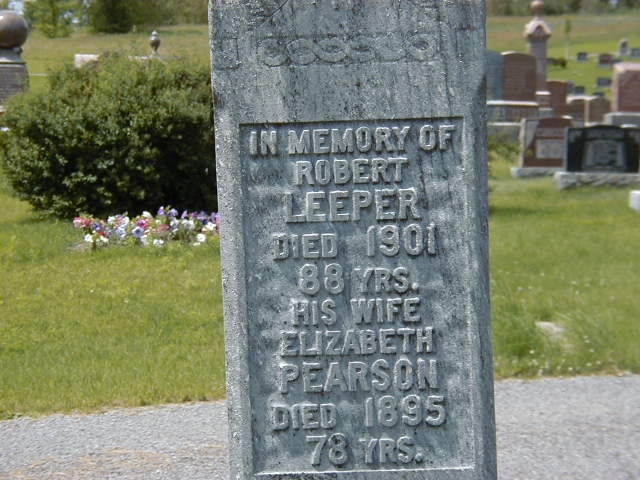 IN MEMORY OF
ROBERT
LEEPER
DIED 1901
88 YRS.
HIS WIFE
ELIZABETH
PEARSON
DIED 1895
78 YRS.